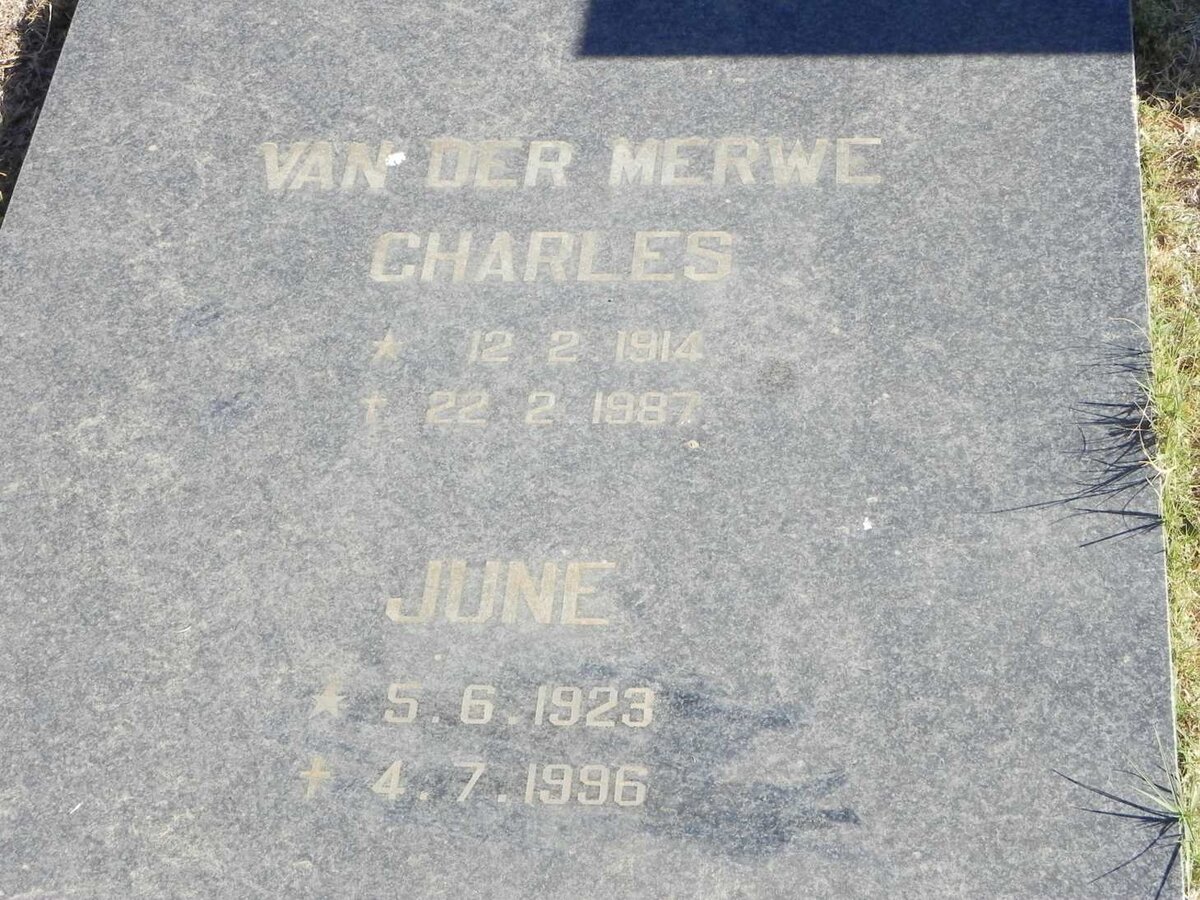 VAN DER MERWE
CHARLES
★ 12 2 1914
† 22 2 1987
JUNE
★ 5.6.1923
† 4.7.1996